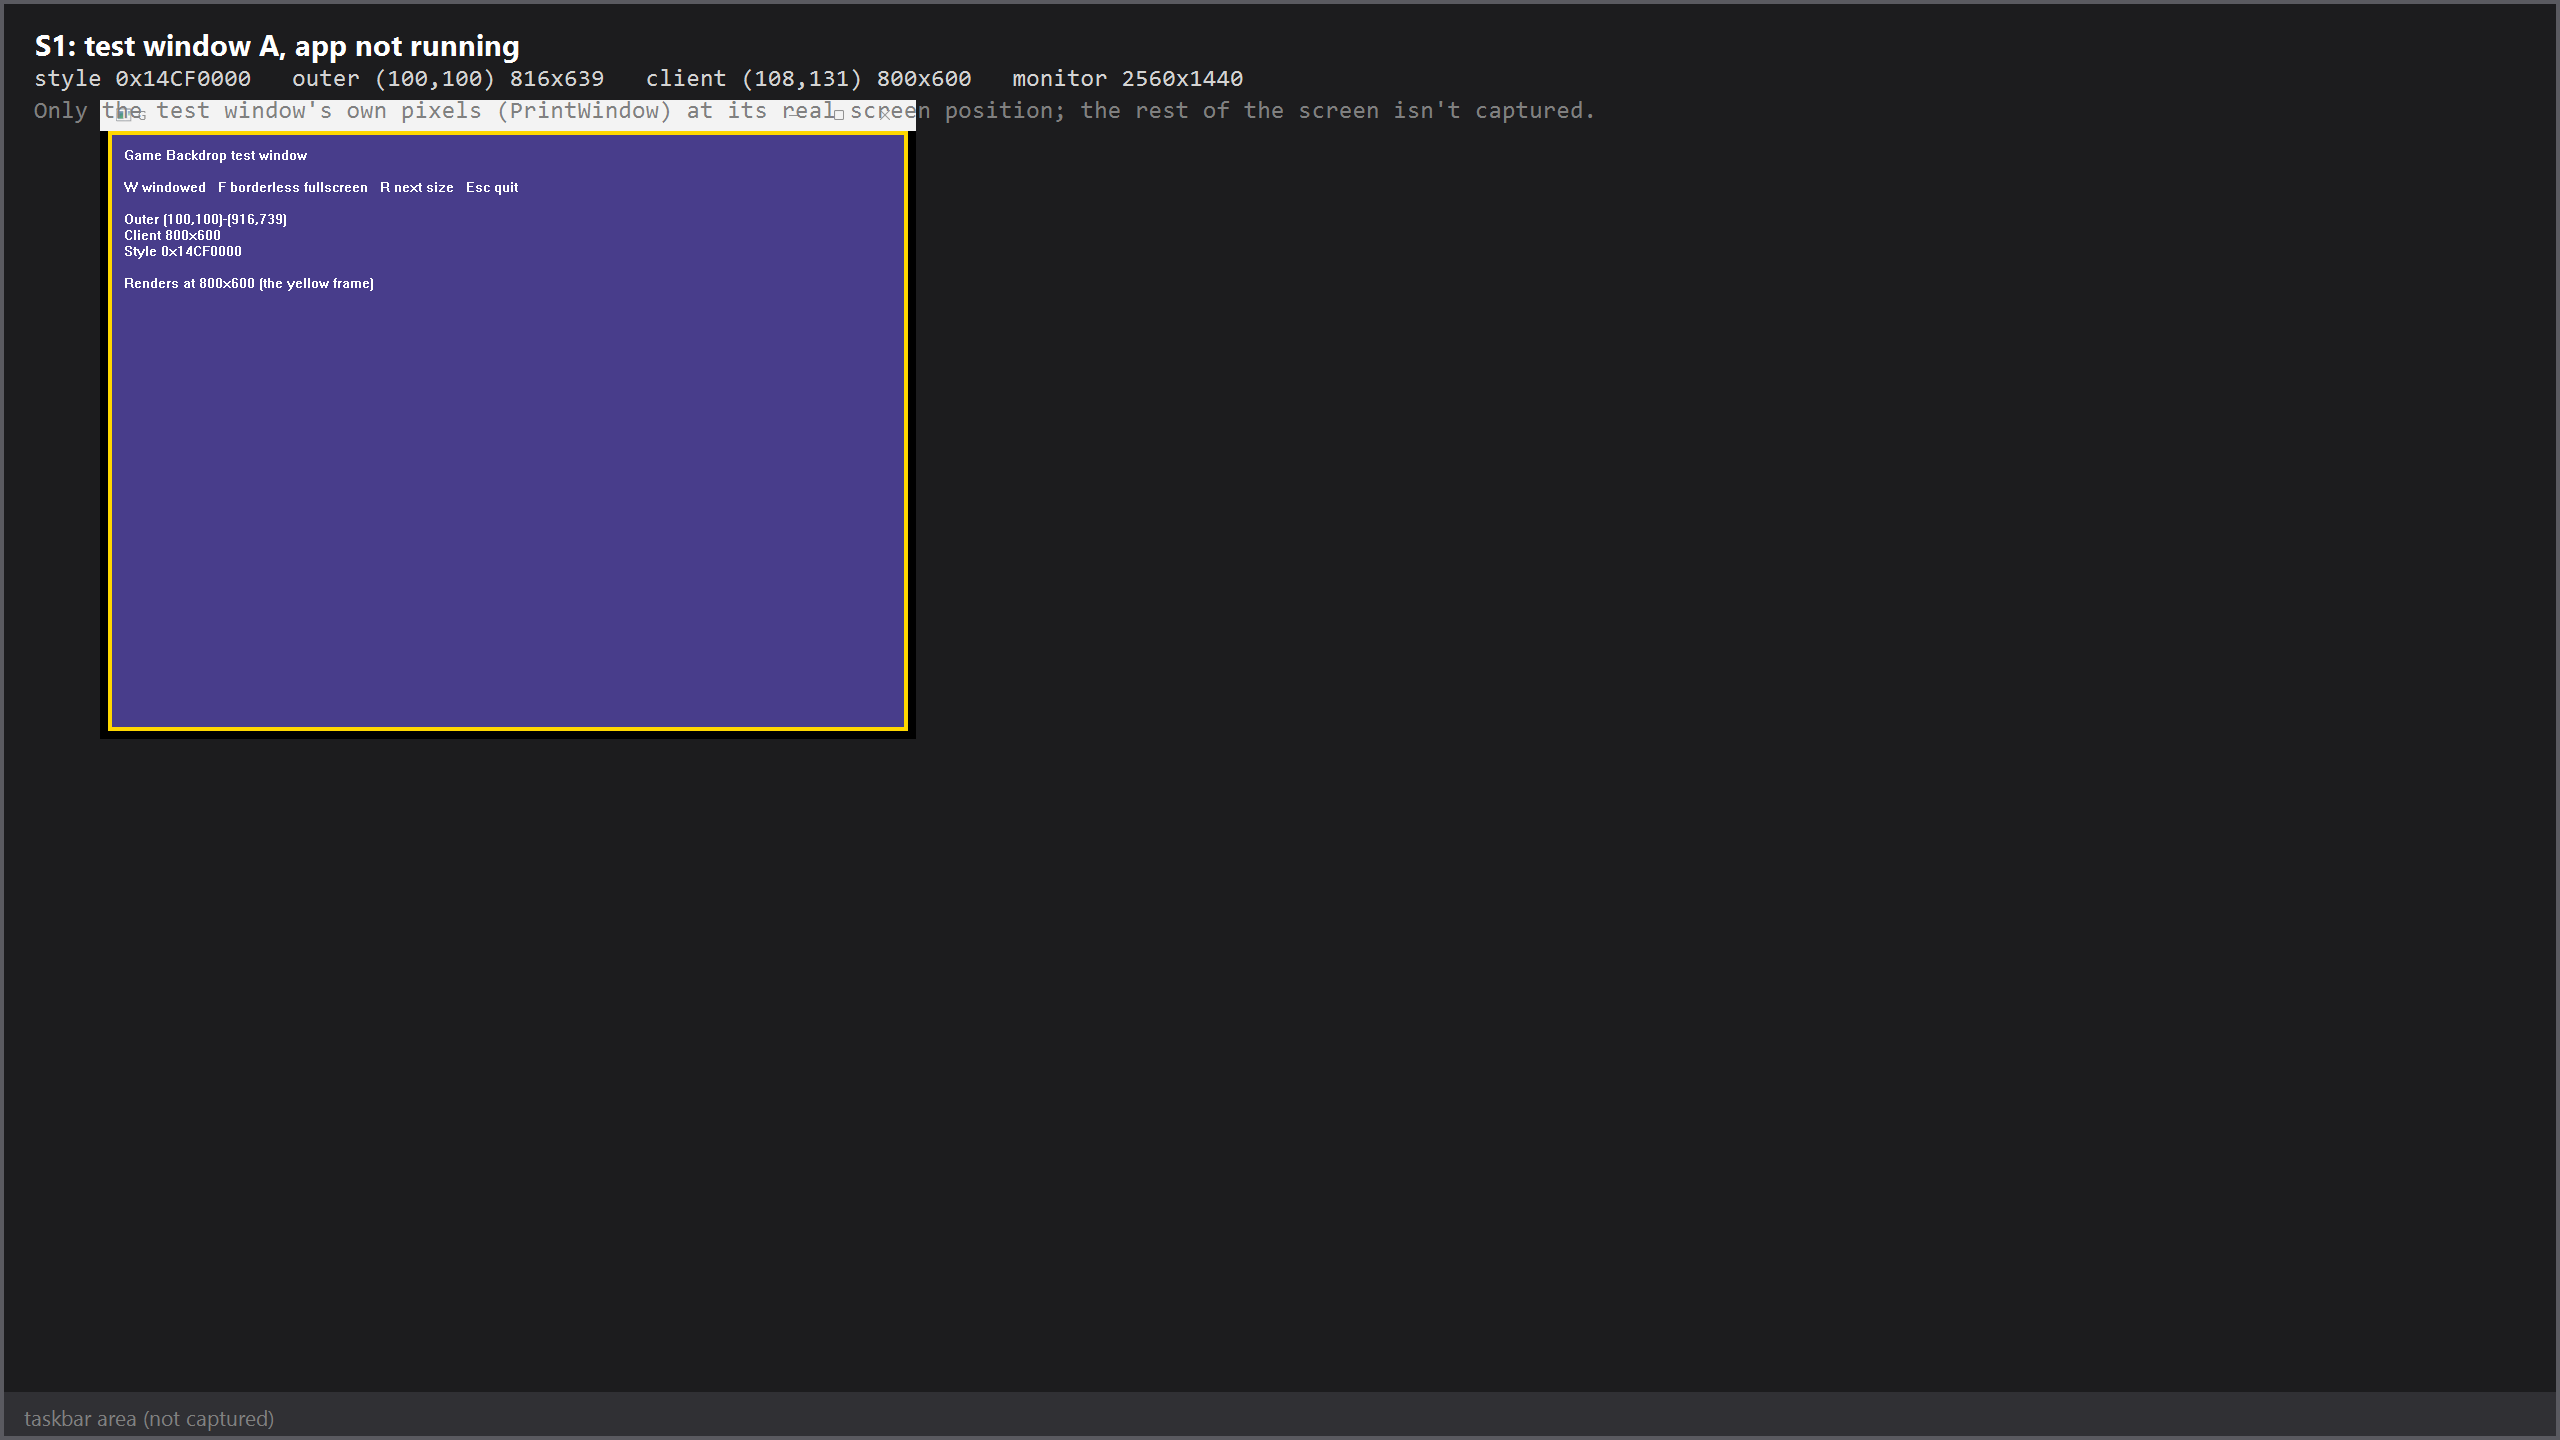 S1: test window A, app not running
style 0x14CF0000   outer (100,100) 816x639   client (108,131) 800x600   monitor 2560x1440
Only the test window's own pixels (PrintWindow) at its real screen position; the rest of the screen isn't captured.
Game Backdrop test window
W windowed   F borderless fullscreen   R next size   Esc quit
Outer (100,100)-(916,739)
Client 800x600
Style 0x14CF0000
Renders at 800x600 (the yellow frame)
taskbar area (not captured)